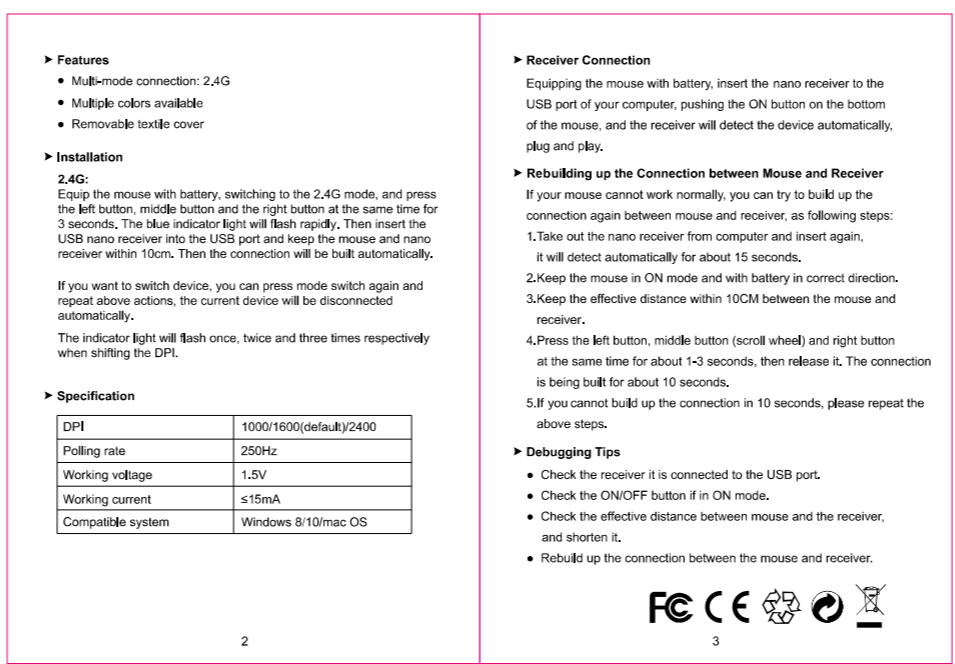 ➤ Features
● Multi-mode connection: 2.4G
● Multiple colors available
● Removable textile cover
➤ Installation
2.4G:
Equip the mouse with battery, switching to the 2.4G mode, and press
the left button, middle button and the right button at the same time for
3 seconds. The blue indicator light will flash rapidly. Then insert the
USB nano receiver into the USB port and keep the mouse and nano
receiver within 10cm. Then the connection will be built automatically.
If you want to switch device, you can press mode switch again and
repeat above actions, the current device will be disconnected
automatically.
The indicator light will flash once, twice and three times respectively
when shifting the DPI.
➤ Specification
DPI 1000/1600(default)/2400
Polling rate 250Hz
Working voltage 1.5V
Working current ≤15mA
Compatible system Windows 8/10/mac OS
2
➤ Receiver Connection
Equipping the mouse with battery, insert the nano receiver to the
USB port of your computer, pushing the ON button on the bottom
of the mouse, and the receiver will detect the device automatically,
plug and play.
➤ Rebuilding up the Connection between Mouse and Receiver
If your mouse cannot work normally, you can try to build up the
connection again between mouse and receiver, as following steps:
1.Take out the nano receiver from computer and insert again,
it will detect automatically for about 15 seconds.
2.Keep the mouse in ON mode and with battery in correct direction.
3.Keep the effective distance within 10CM between the mouse and
receiver.
4.Press the left button, middle button (scroll wheel) and right button
at the same time for about 1-3 seconds, then release it. The connection
is being built for about 10 seconds.
5.If you cannot build up the connection in 10 seconds, please repeat the
above steps.
➤ Debugging Tips
● Check the receiver it is connected to the USB port.
● Check the ON/OFF button if in ON mode.
● Check the effective distance between mouse and the receiver,
and shorten it.
● Rebuild up the connection between the mouse and receiver.
FC CE
3